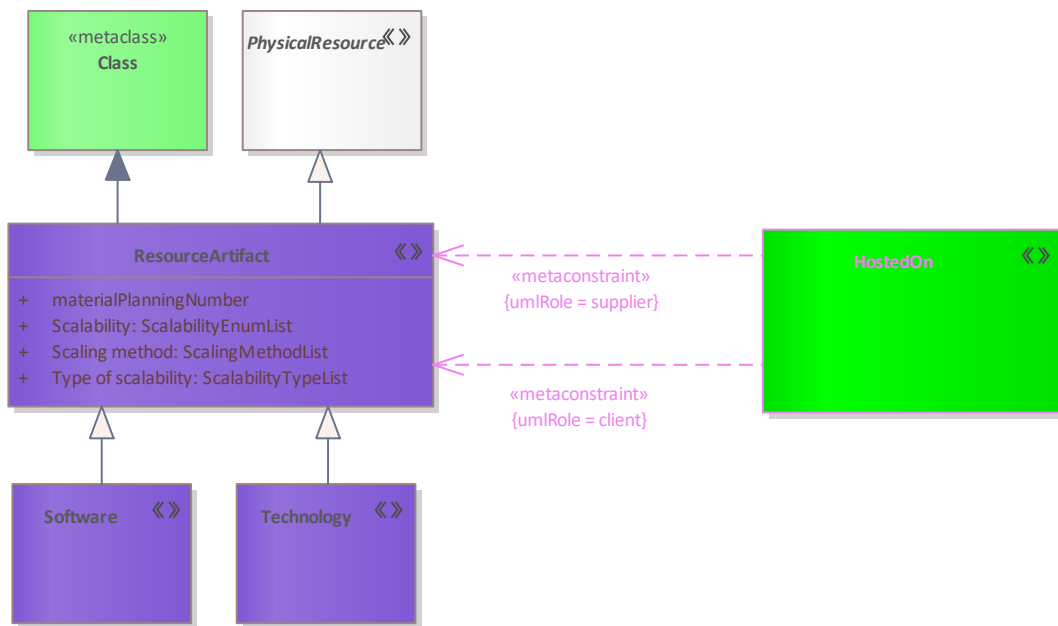 «metaclass»
Class
PhysicalResource
«»
ResourceArtifact
«»
+ materialPlanningNumber
+ Scalability: ScalabilityEnumList
+ Scaling method: ScalingMethodList
+ Type of scalability: ScalabilityTypeList
«metaconstraint»
{umlRole = supplier}
«metaconstraint»
{umlRole = client}
HostedOn
«»
Software
«»
Technology
«»